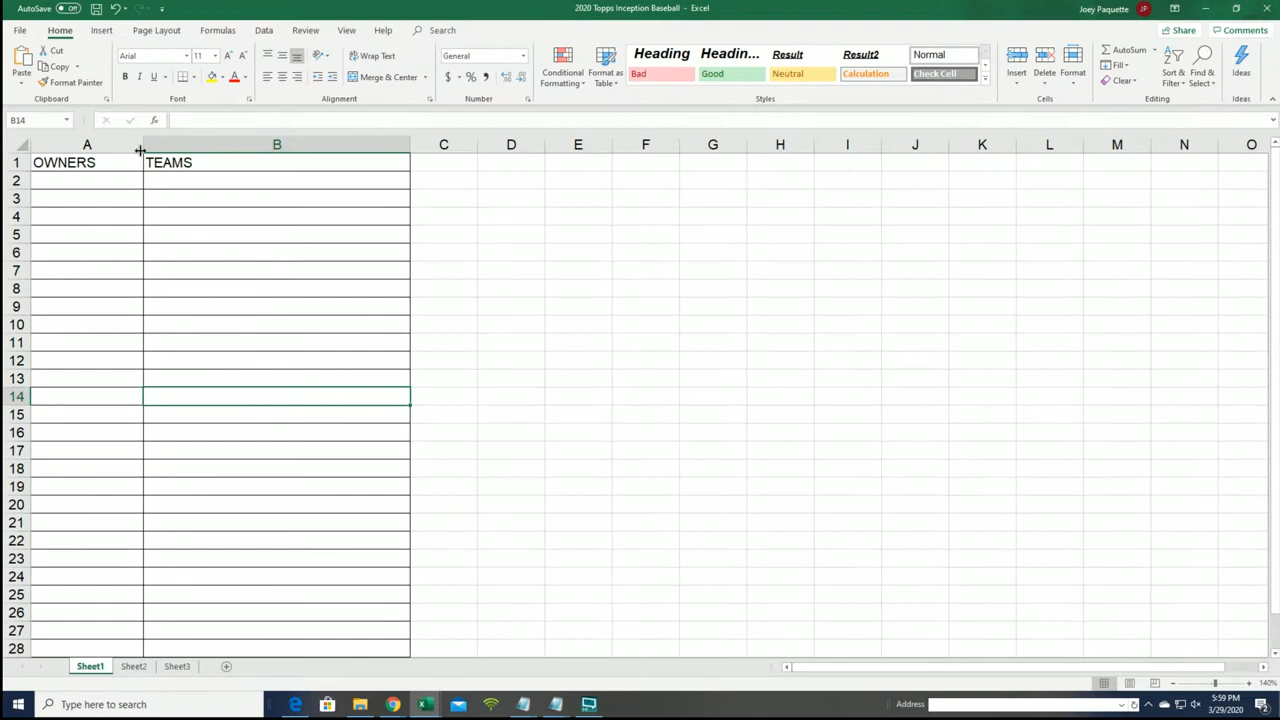 AutoSave Off
2020 Topps Inception Baseball - Excel
Joey Paquette JP
File Home Insert Page Layout Formulas Data Review View Help Search
Share Comments
Paste
Cut
Copy
Format Painter
Clipboard
Arial 11
B I U
Font
Wrap Text
Merge & Center
Alignment
General
$ % ,
Number
Conditional Formatting
Format as Table
Heading Headin... Result Result2 Normal
Bad Good Neutral Calculation Check Cell
Styles
Insert Delete Format
Cells
AutoSum
Fill
Clear
Sort & Filter
Find & Select
Editing
Ideas
Ideas
B14 fx
A B C D E F G H I J K L M N O
1 OWNERS TEAMS
2
3
4
5
6
7
8
9
10
11
12
13
14
15
16
17
18
19
20
21
22
23
24
25
26
27
28
Sheet1 Sheet2 Sheet3
140%
Type here to search
Address
5:59 PM
3/29/2020